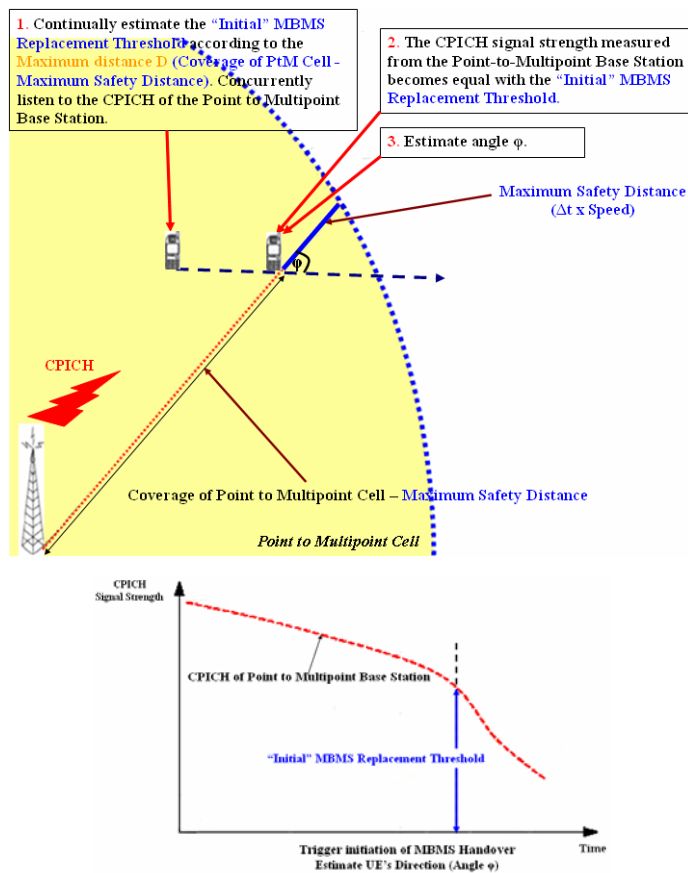 1. Continually estimate the “Initial” MBMS
Replacement Threshold according to the
Maximum distance D (Coverage of PtM Cell -
Maximum Safety Distance). Concurrently
listen to the CPICH of the Point to Multipoint
Base Station.
2. The CPICH signal strength measured
from the Point-to-Multipoint Base Station
becomes equal with the “Initial” MBMS
Replacement Threshold.
3. Estimate angle φ.
Maximum Safety Distance
(Δt x Speed)
φ
CPICH
Coverage of Point to Multipoint Cell – Maximum Safety Distance
Point to Multipoint Cell
CPICH
Signal Strength
CPICH of Point to Multipoint Base Station
“Initial” MBMS Replacement Threshold
Time
Trigger initiation of MBMS Handover
Estimate UE's Direction (Angle φ)